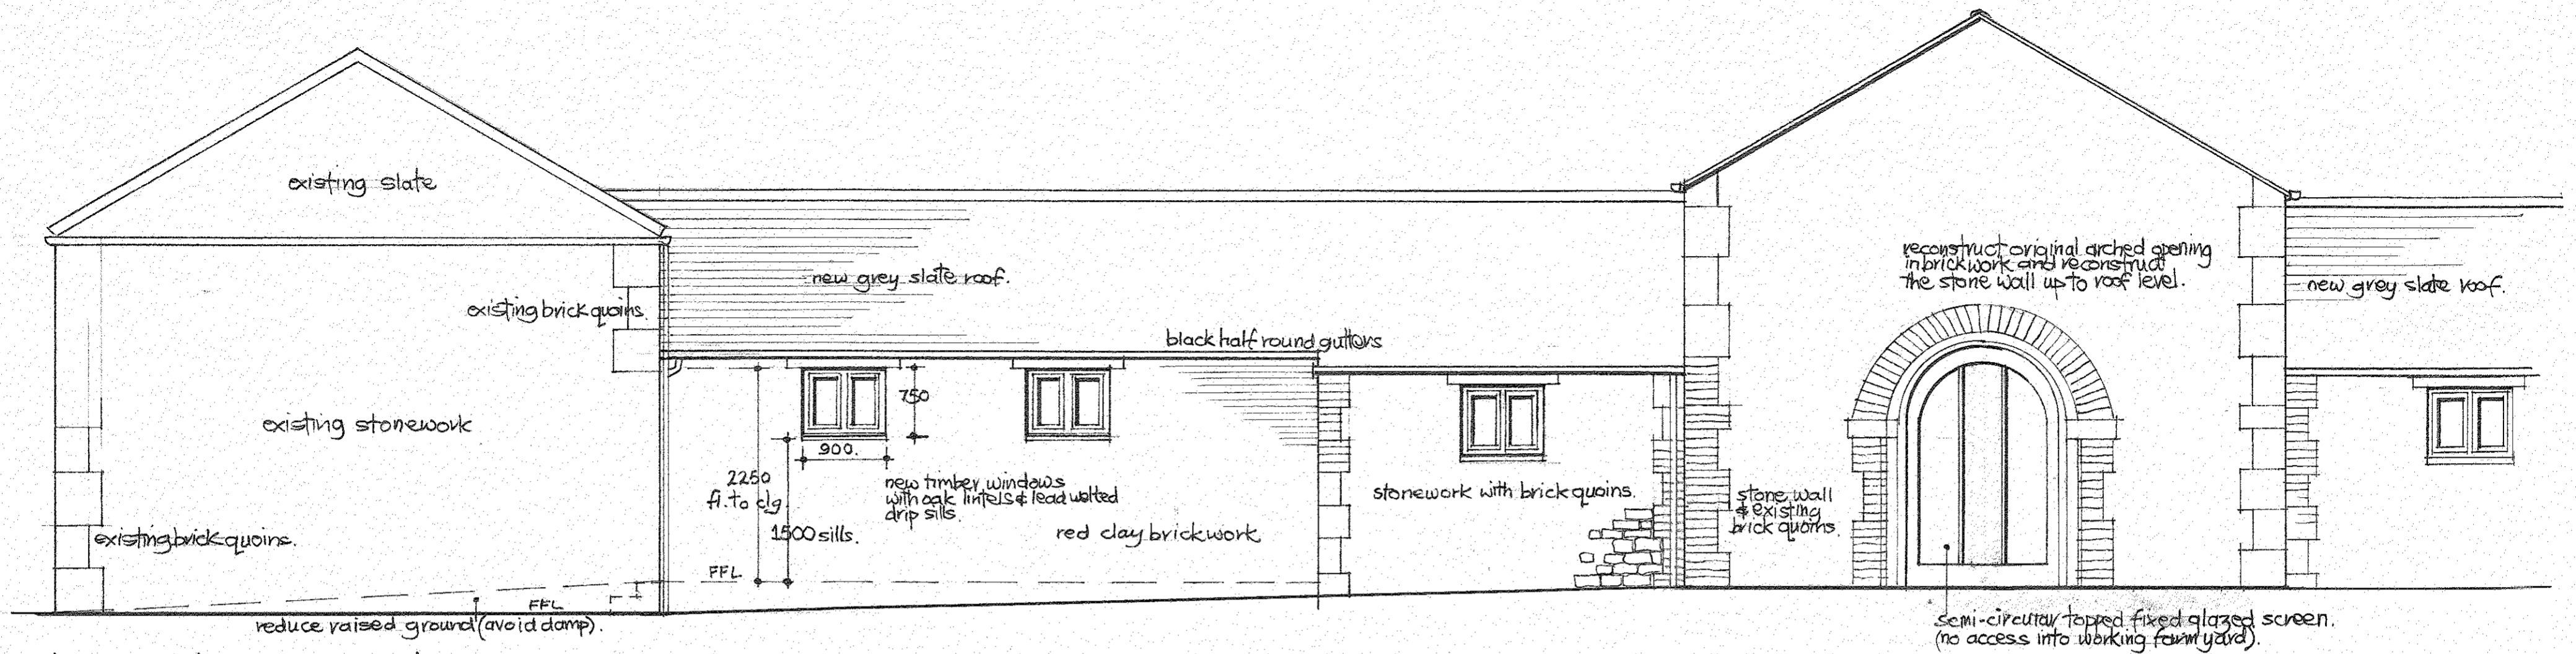 existing slate
existing brick quoins.
existing stonework
existing brick quoins.
FFL
reduce raised ground (avoid damp).
new grey slate roof.
black half round gutters
750
900.
2250
fl. to clg
1500 sills.
FFL
new timber windows
with oak lintels & lead welted
drip sills.
red clay brickwork
stonework with brick quoins.
stone wall
& existing
brick quoins.
reconstruct original arched opening
in brickwork and reconstruct
the stone wall up to roof level.
new grey slate roof.
semi-circular topped fixed glazed screen.
(no access into working farm yard).